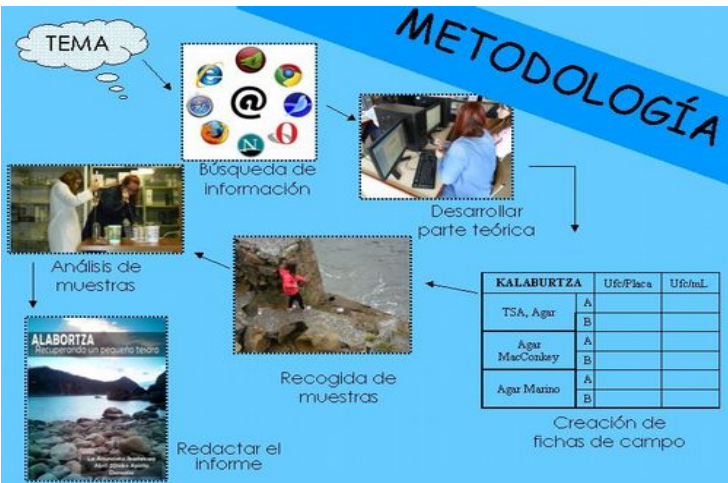 METODOLOGÍA
TEMA
Búsqueda de
información
Desarrollar
parte teórica
KALABURTZA Ufc/Placa Ufc/mL
TSA, Agar A
B
Agar
MacConkey A
B
Agar Marino A
B
Creación de
fichas de campo
Recogida de
muestras
Análisis de
muestras
ALABORTZA
Recuperando un pequeño tesoro
Redactar el
informe